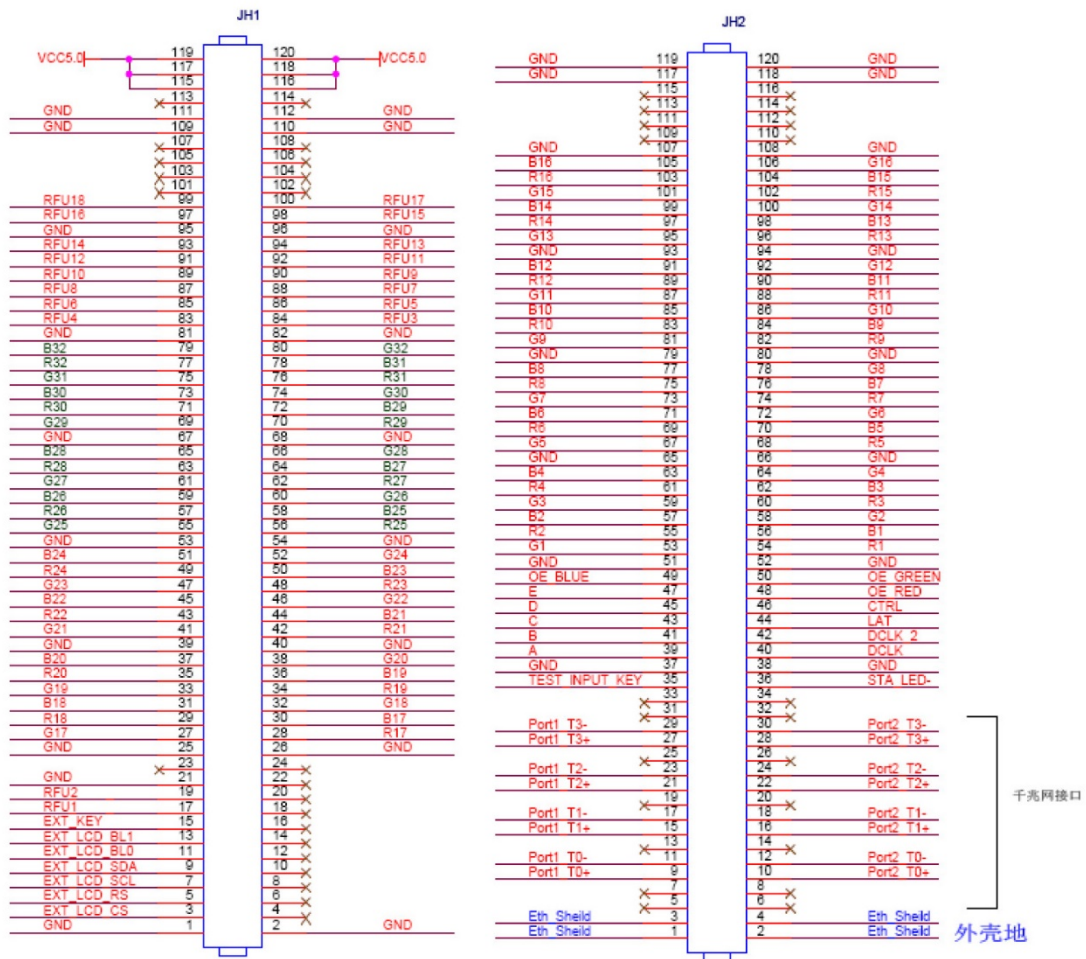 JH1
VCC5.0 119 120 VCC5.0
117 118
115 116
113 114
GND 111 112 GND
GND 109 110 GND
107 108
105 106
103 104
101 102
RFU18 99 100 RFU17
RFU16 97 98 RFU15
GND 95 96 GND
RFU14 93 94 RFU13
RFU12 91 92 RFU11
RFU10 89 90 RFU9
RFU8 87 88 RFU7
RFU6 85 86 RFU5
RFU4 83 84 RFU3
GND 81 82 GND
B32 79 80 G32
R32 77 78 B31
G31 75 76 R31
B30 73 74 G30
R30 71 72 B29
G29 69 70 R29
GND 67 68 GND
B28 65 66 G28
R28 63 64 B27
G27 61 62 R27
B26 59 60 G26
R26 57 58 B25
G25 55 56 R25
GND 53 54 GND
B24 51 52 G24
R24 49 50 B23
G23 47 48 R23
B22 45 46 G22
R22 43 44 B21
G21 41 42 R21
GND 39 40 GND
B20 37 38 G20
R20 35 36 B19
G19 33 34 R19
B18 31 32 G18
R18 29 30 B17
G17 27 28 R17
GND 25 26 GND
23 24
GND 21 22
RFU2 19 20
RFU1 17 18
EXT_KEY 15 16
EXT_LCD_BL1 13 14
EXT_LCD_BL0 11 12
EXT_LCD_SDA 9 10
EXT_LCD_SCL 7 8
EXT_LCD_RS 5 6
EXT_LCD_CS 3 4
GND 1 2 GND
JH2
GND 119 120 GND
GND 117 118 GND
115 116
113 114
111 112
109 110
GND 107 108 GND
B16 105 106 G16
R16 103 104 B15
G15 101 102 R15
B14 99 100 G14
R14 97 98 B13
G13 95 96 R13
GND 93 94 GND
B12 91 92 G12
R12 89 90 B11
G11 87 88 R11
B10 85 86 G10
R10 83 84 B9
G9 81 82 R9
GND 79 80 GND
B8 77 78 G8
R8 75 76 B7
G7 73 74 R7
B6 71 72 G6
R6 69 70 B5
G5 67 68 R5
GND 65 66 GND
B4 63 64 G4
R4 61 62 B3
G3 59 60 R3
B2 57 58 G2
R2 55 56 B1
G1 53 54 R1
GND 51 52 GND
OE_BLUE 49 50 OE_GREEN
E 47 48 OE_RED
D 45 46 CTRL
C 43 44 LAT
B 41 42 DCLK_2
A 39 40 DCLK
GND 37 38 GND
TEST_INPUT_KEY 35 36 STA_LED-
33 34
31 32
Port1_T3- 29 30 Port2_T3-
Port1_T3+ 27 28 Port2_T3+
25 26
Port1_T2- 23 24 Port2_T2-
Port1_T2+ 21 22 Port2_T2+
19 20
Port1_T1- 17 18 Port2_T1-
Port1_T1+ 15 16 Port2_T1+
13 14
Port1_T0- 11 12 Port2_T0-
Port1_T0+ 9 10 Port2_T0+
7 8
5 6
Eth_Sheild 3 4 Eth_Sheild
Eth_Sheild 1 2 Eth_Sheild
千兆网接口
外壳地